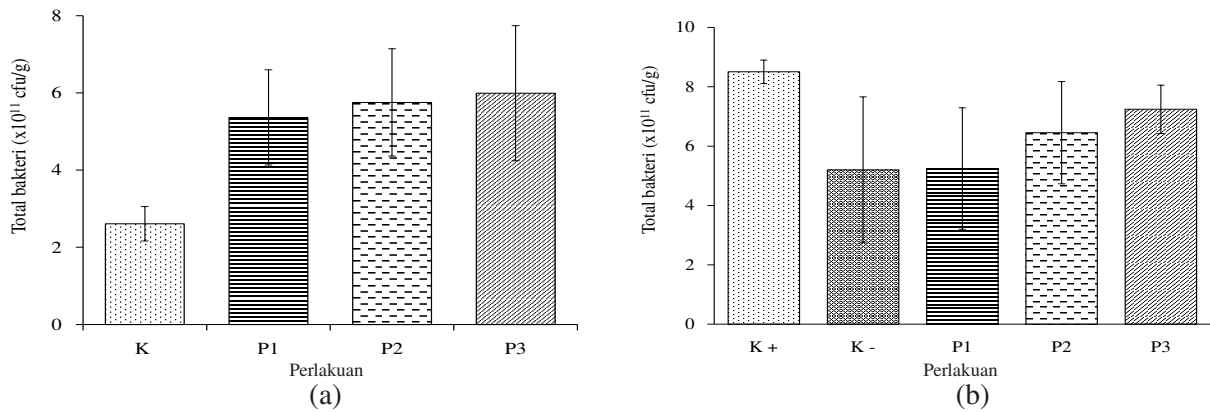 Total bakteri (x10¹¹ cfu/g)
8
6
4
2
0
K P1 P2 P3
Perlakuan
(a)
Total bakteri (x10¹¹ cfu/g)
10
8
6
4
2
0
K + K - P1 P2 P3
Perlakuan
(b)